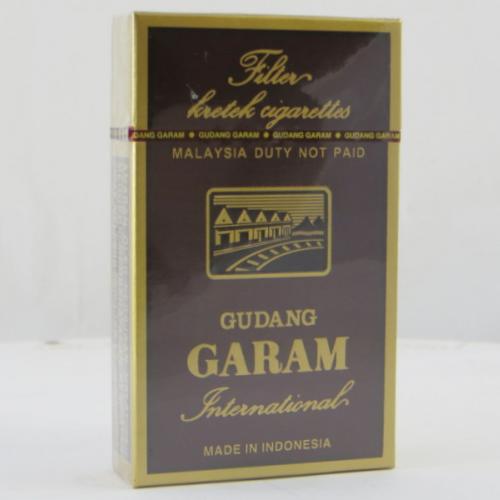 Filter
kretek cigarettes
GANG GARAM ● GUDANG GARAM ● GUDANG GARAM ● GUDANG GARAM
MALAYSIA DUTY NOT PAID
GUDANG
GARAM
International
MADE IN INDONESIA